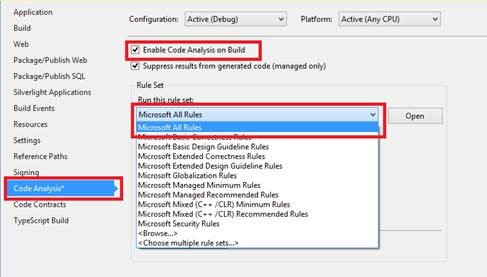 Application
Build
Web
Package/Publish Web
Package/Publish SQL
Silverlight Applications
Build Events
Resources
Settings
Reference Paths
Signing
Code Analysis*
Code Contracts
TypeScript Build
Configuration: Active (Debug) Platform: Active (Any CPU)
Enable Code Analysis on Build
Suppress results from generated code (managed only)
Rule Set
Run this rule set:
Microsoft All Rules Open
Microsoft All Rules
Microsoft Basic Correctness Rules
Microsoft Basic Design Guideline Rules
Microsoft Extended Correctness Rules
Microsoft Extended Design Guideline Rules
Microsoft Globalization Rules
Microsoft Managed Minimum Rules
Microsoft Managed Recommended Rules
Microsoft Mixed (C++ /CLR) Minimum Rules
Microsoft Mixed (C++ /CLR) Recommended Rules
Microsoft Security Rules
<Browse...>
<Choose multiple rule sets...>